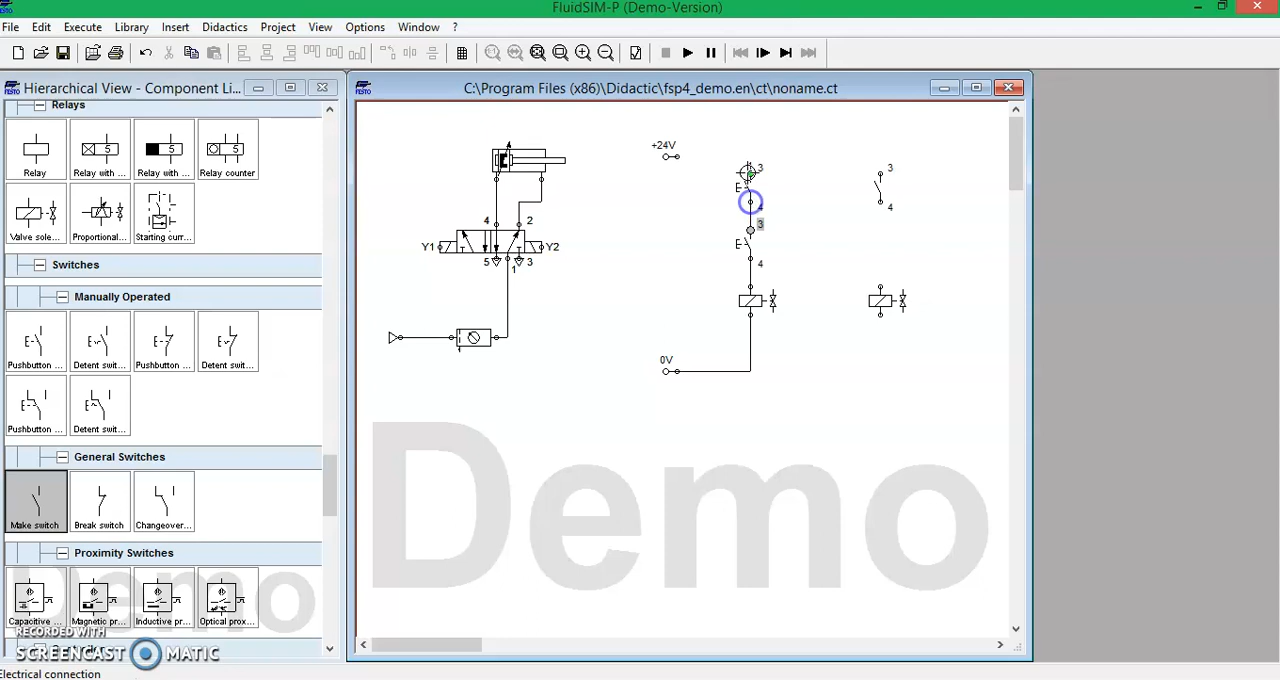 FluidSIM-P (Demo-Version)
File Edit Execute Library Insert Didactics Project View Options Window ?
Hierarchical View - Component Li...
C:\Program Files (x86)\Didactic\fsp4_demo.en\ct\noname.ct
Relays
5 5 5
Relay Relay with ... Relay with ... Relay counter
Valve sole... Proportional... Starting curr...
Switches
Manually Operated
Pushbutton Detent swit... Pushbutton Detent swit...
Pushbutton Detent swit...
General Switches
Make switch Break switch Changeover...
Proximity Switches
Capacitive Magnetic pr... Inductive pr... Optical prox...
+24V
3 3
4 4
3
4 2
Y1 Y2
5 1 3
4
0V
Demo
Demo
RECORDED WITH
SCREENCAST MATIC
Electrical connection